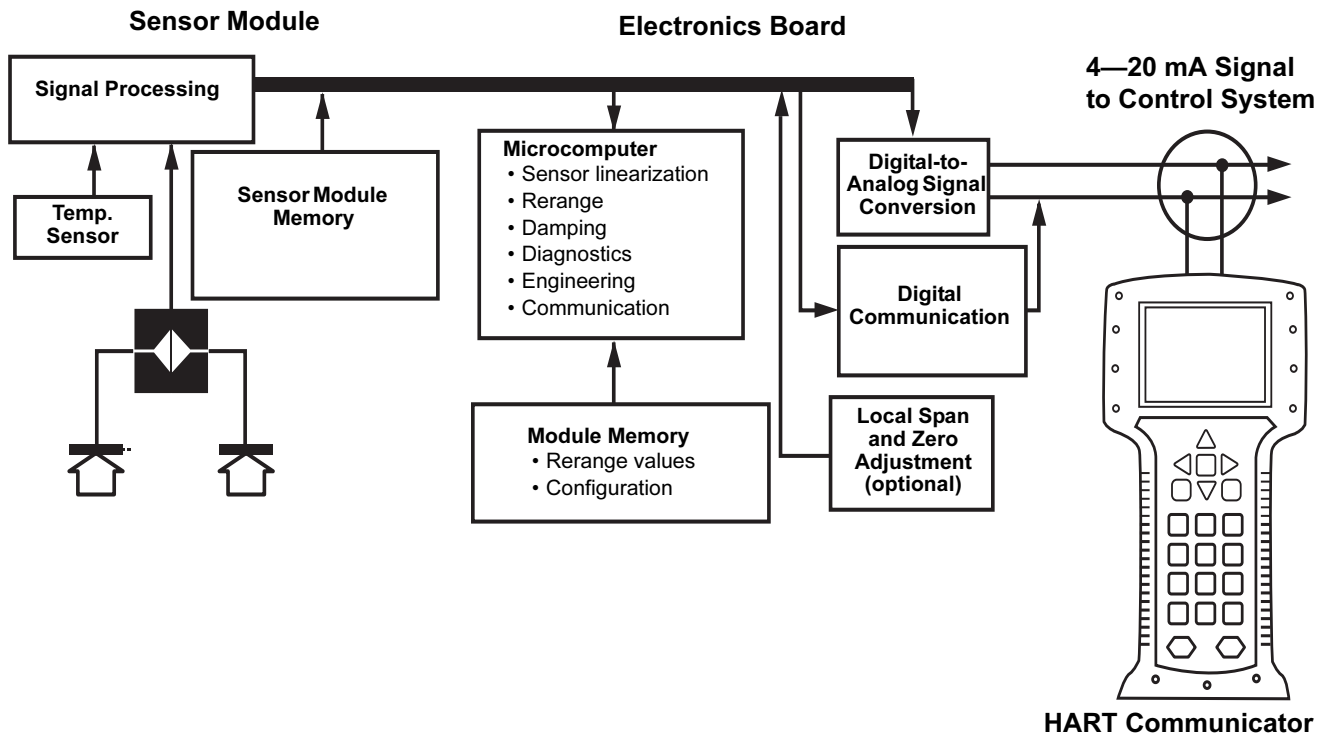 Sensor Module
Electronics Board
4—20 mA Signal
to Control System
Signal Processing
Temp.
Sensor
Sensor Module
Memory
Microcomputer
• Sensor linearization
• Rerange
• Damping
• Diagnostics
• Engineering
• Communication
Module Memory
• Rerange values
• Configuration
Digital-to-
Analog Signal
Conversion
Digital
Communication
Local Span
and Zero
Adjustment
(optional)
HART Communicator